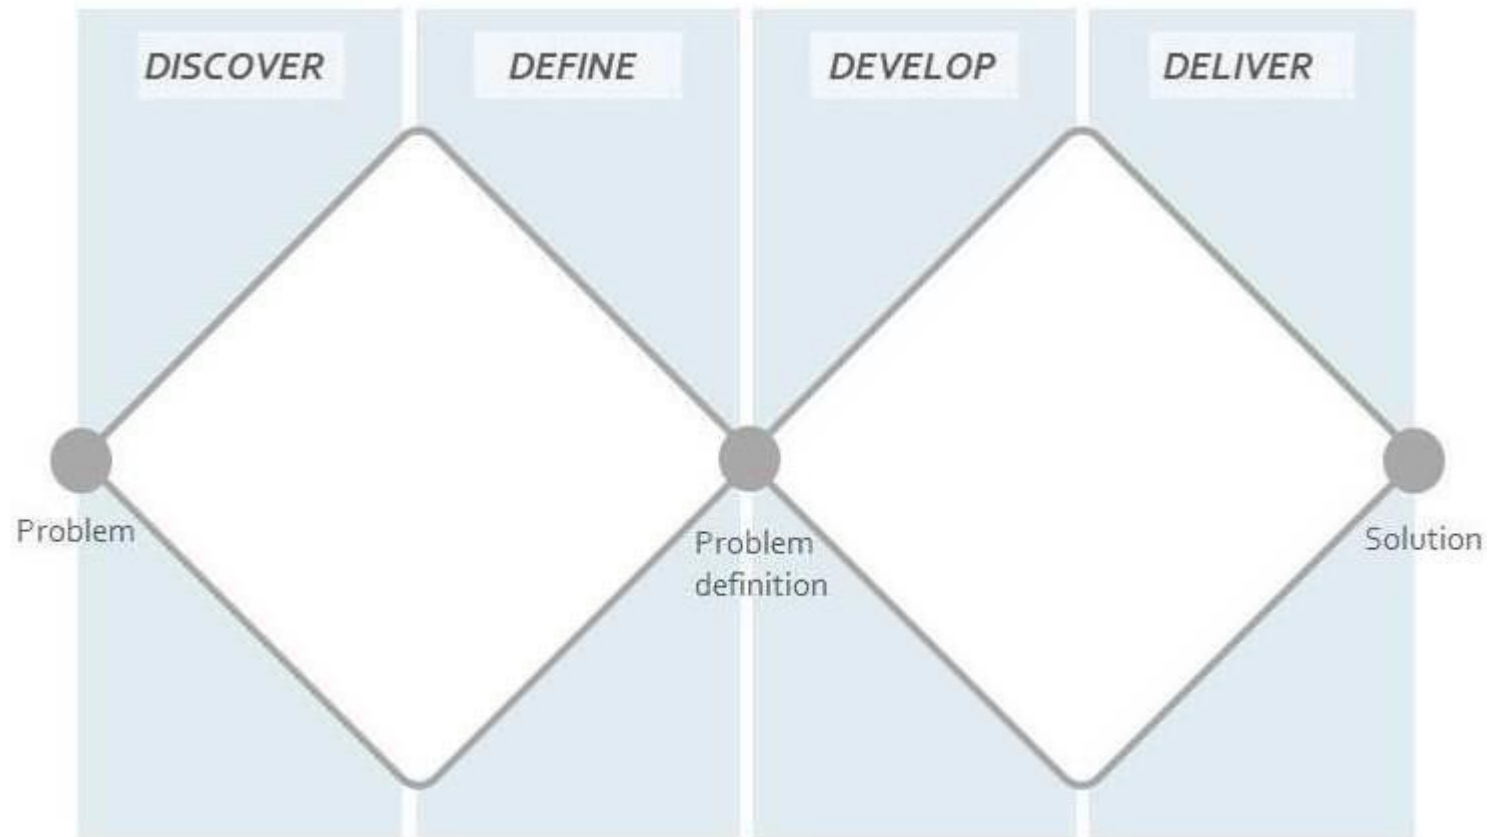 DISCOVER
DEFINE
DEVELOP
DELIVER
Problem
Problem
definition
Solution